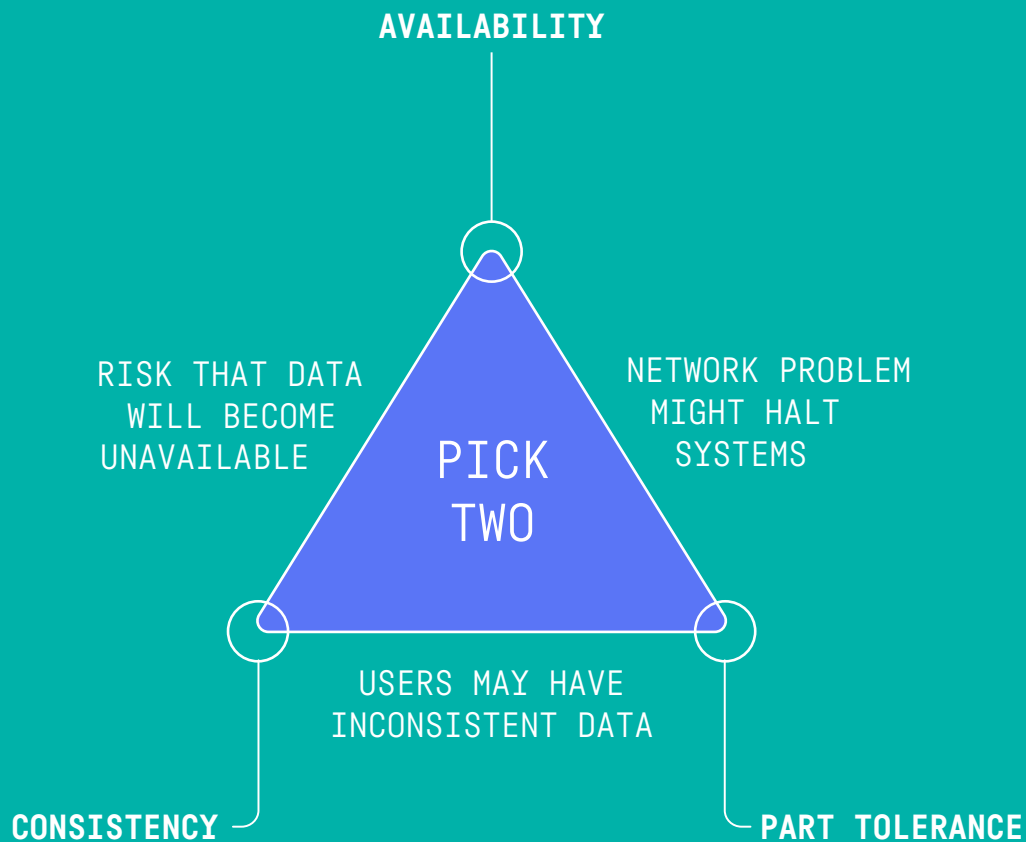 AVAILABILITY
RISK THAT DATA
WILL BECOME
UNAVAILABLE
NETWORK PROBLEM
MIGHT HALT
SYSTEMS
PICK
TWO
USERS MAY HAVE
INCONSISTENT DATA
CONSISTENCY
PART TOLERANCE